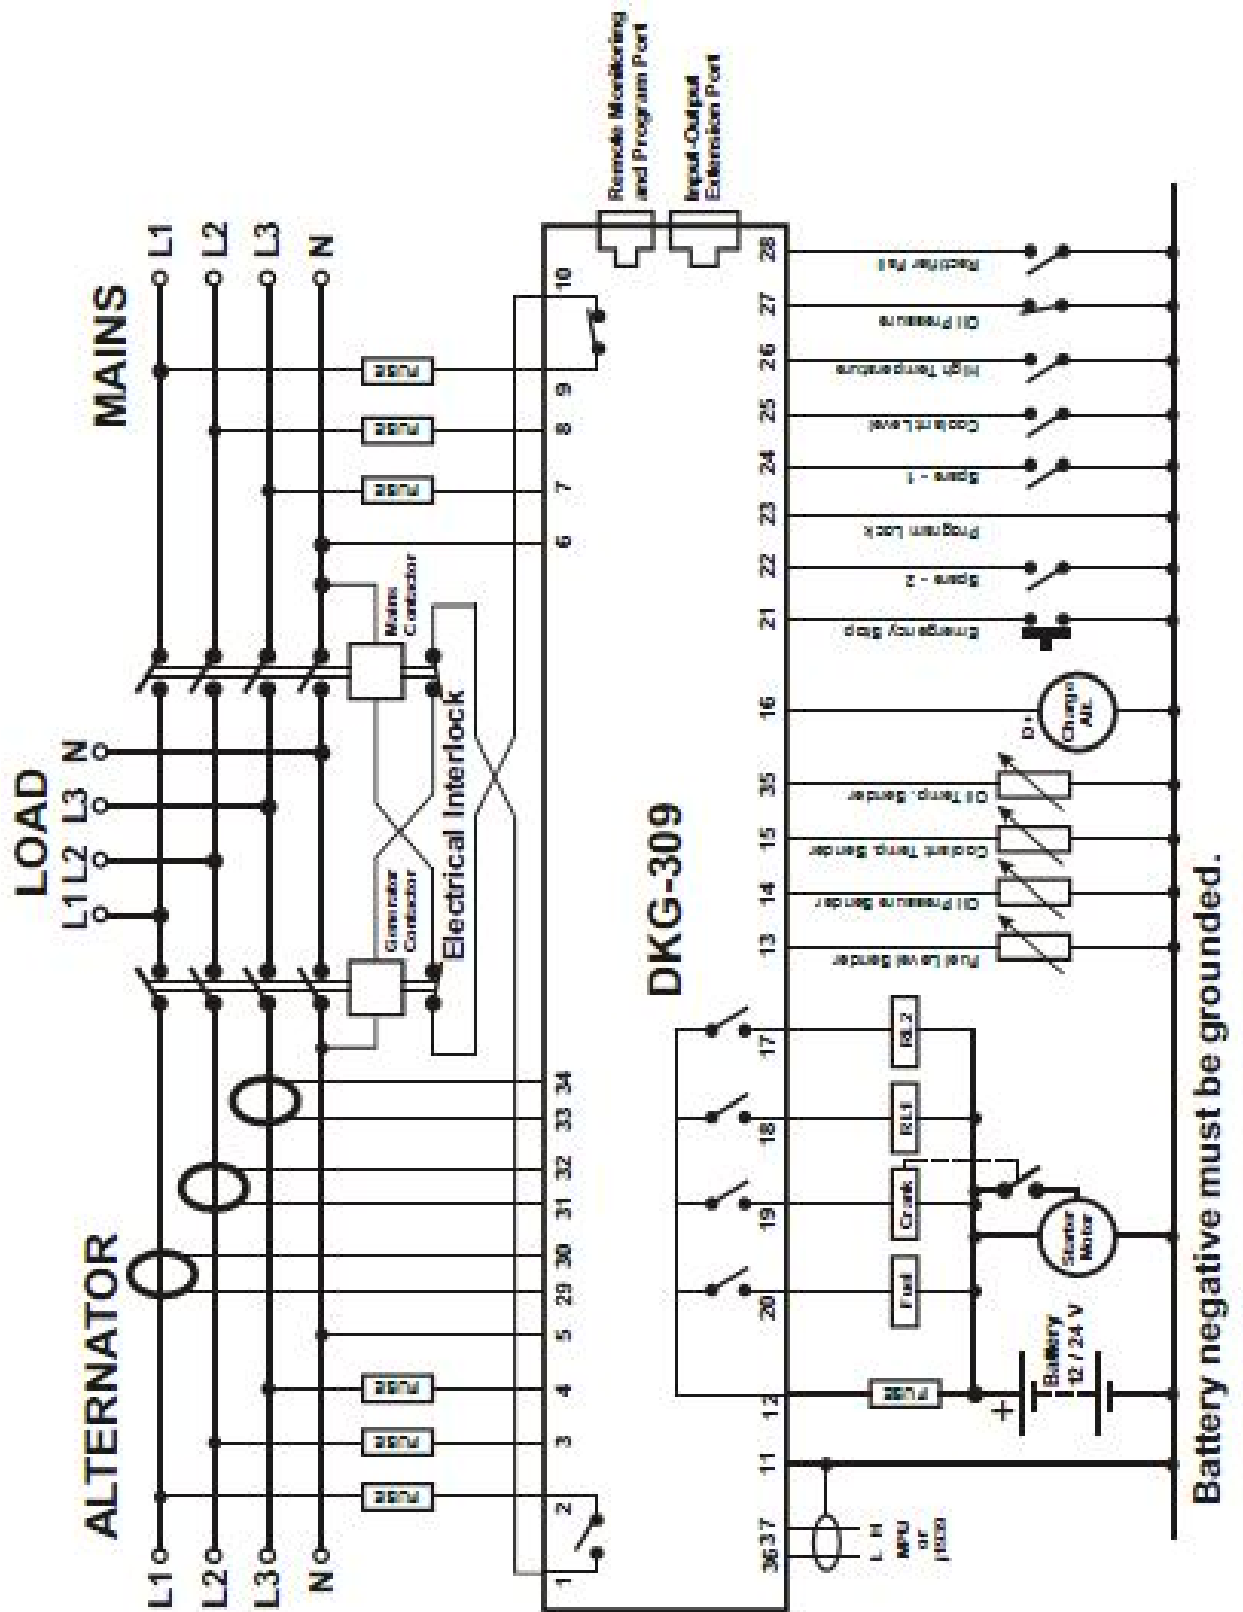 ALTERNATOR
LOAD
MAINS
L1
L2
L3
N
L1
L2
L3
N
L1
L2
L3
N
FUSE
FUSE
FUSE
FUSE
FUSE
FUSE
Generator
Contactor
Mains
Contactor
Electrical Interlock
1
2
3
4
5
29
30
31
32
33
34
6
7
8
9
10
DKG-309
Remote Monitoring
and Program Port
Input-Output
Extension Port
36
37
11
12
20
19
18
17
13
14
15
35
16
21
22
23
24
25
26
27
28
L H
MPU
or
J1939
FUSE
Fuel
Crank
RL1
RL2
+
Battery
12 / 24 V
Starter
Motor
Fuel Level Sender
Oil Pressure Sender
Coolant Temp. Sender
Oil Temp. Sender
D+
Charge
Alt.
Emergency Stop
Spare - 2
Program Lock
Spare - 1
Coolant Level
High Temperature
Oil Pressure
Rectifier Fail
Battery negative must be grounded.